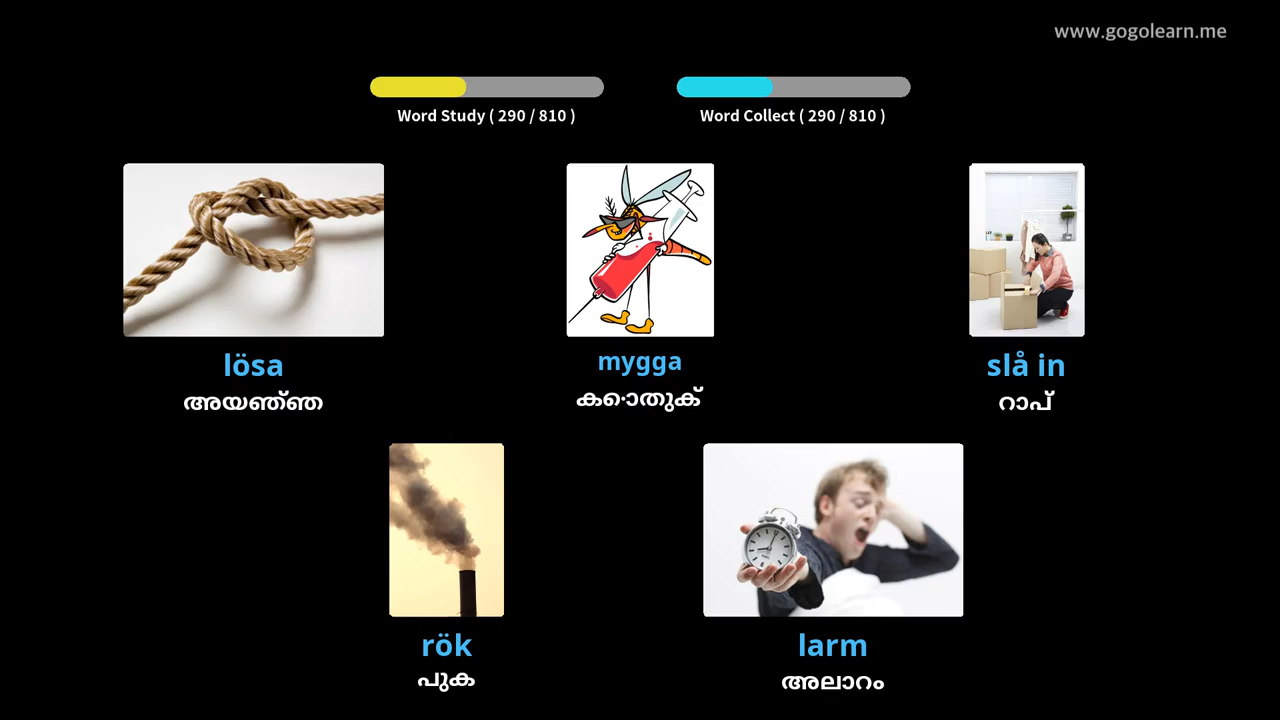 www.gogolearn.me
Word Study ( 290 / 810 )
Word Collect ( 290 / 810 )
lösa
അയഞ്ഞ
mygga
കൊതുക്
slå in
റാപ്
rök
പുക
larm
അലാറം